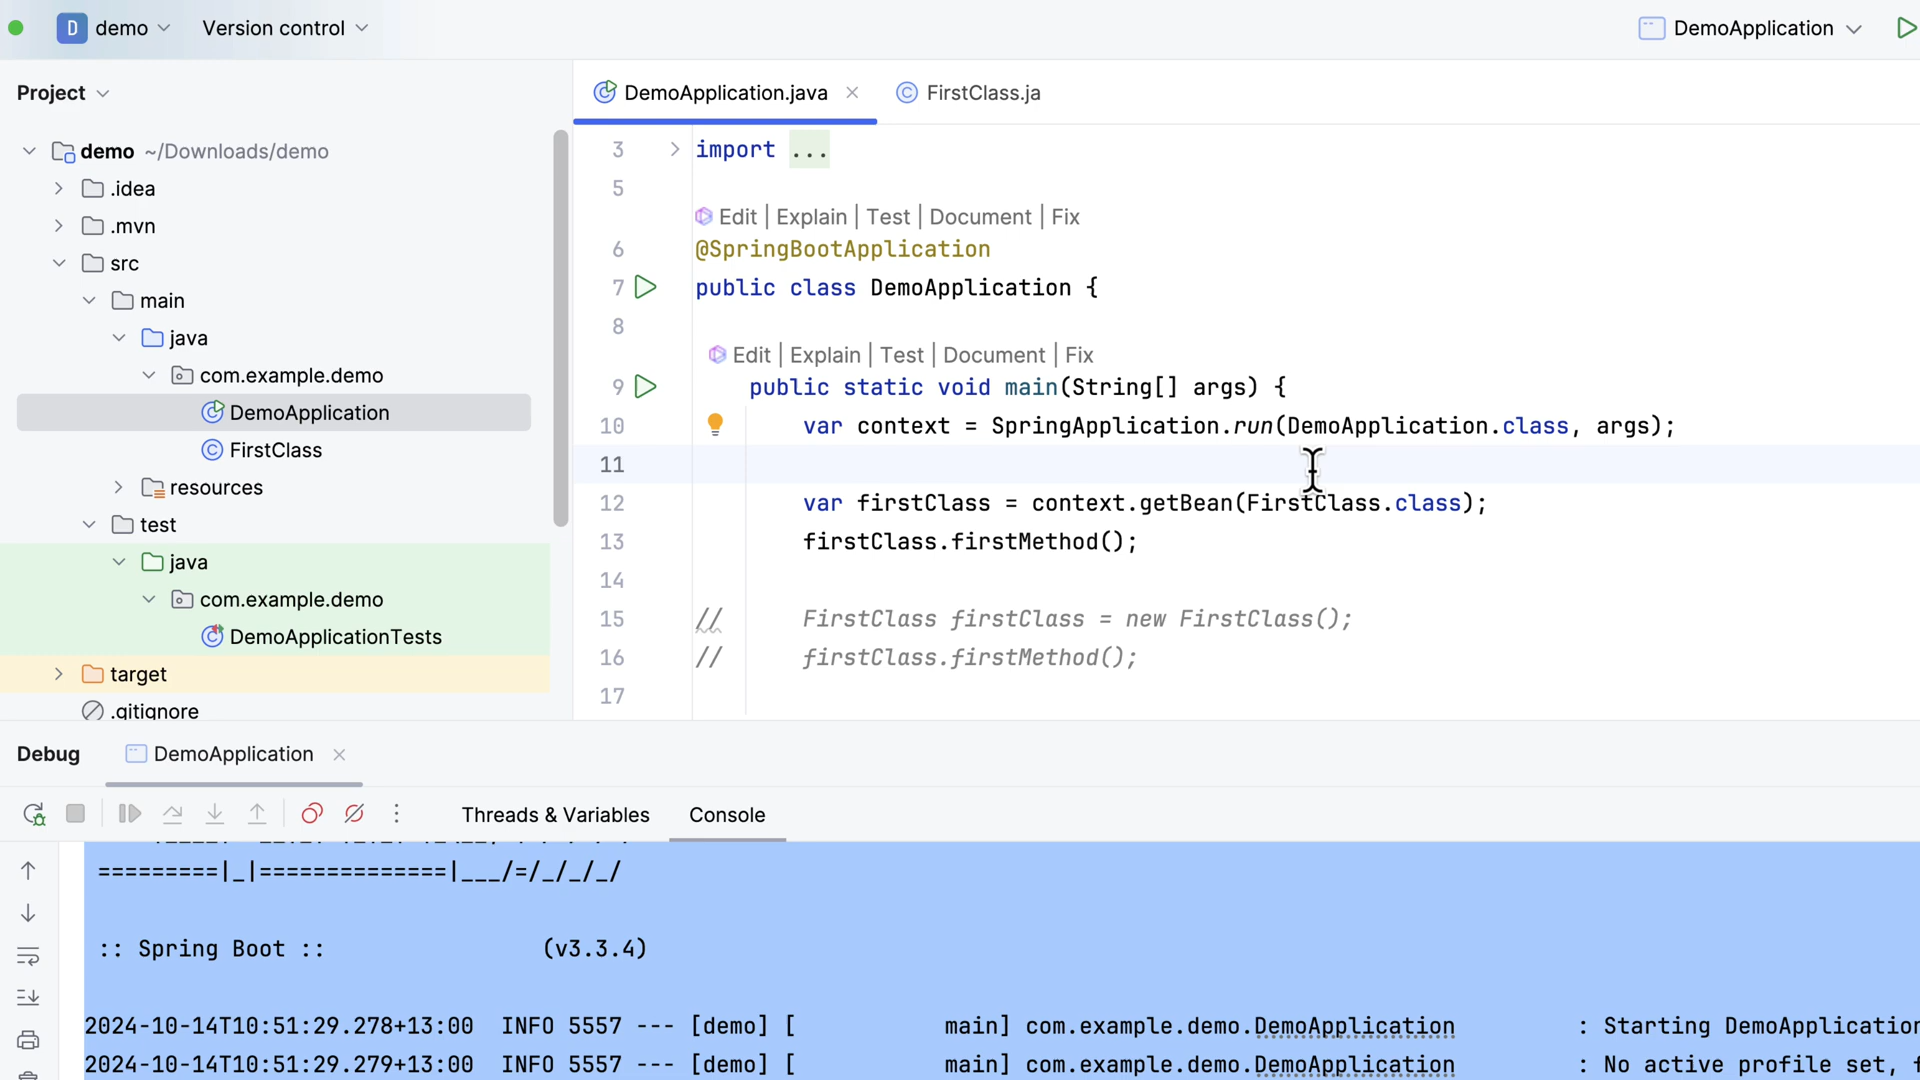 D demo Version control DemoApplication
Project
DemoApplication.java FirstClass.ja
demo ~/Downloads/demo
.idea
.mvn
src
main
java
com.example.demo
DemoApplication
FirstClass
resources
test
java
com.example.demo
DemoApplicationTests
target
.gitignore
3 import ...
5
Edit | Explain | Test | Document | Fix
6 @SpringBootApplication
7 public class DemoApplication {
8
Edit | Explain | Test | Document | Fix
9 public static void main(String[] args) {
10 var context = SpringApplication.run(DemoApplication.class, args);
11
12 var firstClass = context.getBean(FirstClass.class);
13 firstClass.firstMethod();
14
15 // FirstClass firstClass = new FirstClass();
16 // firstClass.firstMethod();
17
Debug DemoApplication
Threads & Variables Console
=========|_|==============|___/=/_/_/_/
:: Spring Boot :: (v3.3.4)
2024-10-14T10:51:29.278+13:00 INFO 5557 --- [demo] [ main] com.example.demo.DemoApplication : Starting DemoApplication
2024-10-14T10:51:29.279+13:00 INFO 5557 --- [demo] [ main] com.example.demo.DemoApplication : No active profile set,